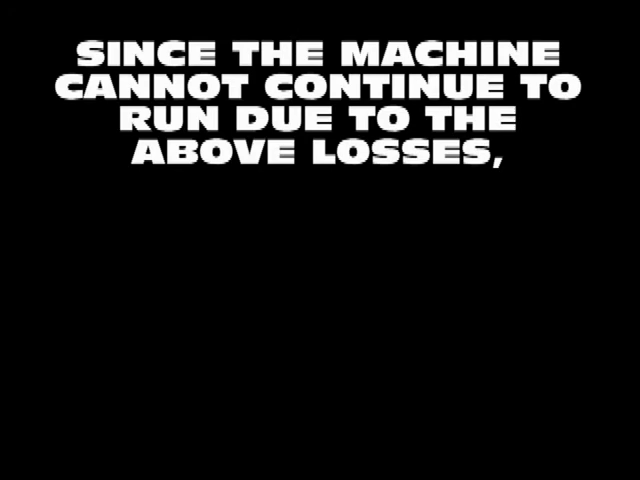 SINCE THE MACHINE
CANNOT CONTINUE TO
RUN DUE TO THE
ABOVE LOSSES,